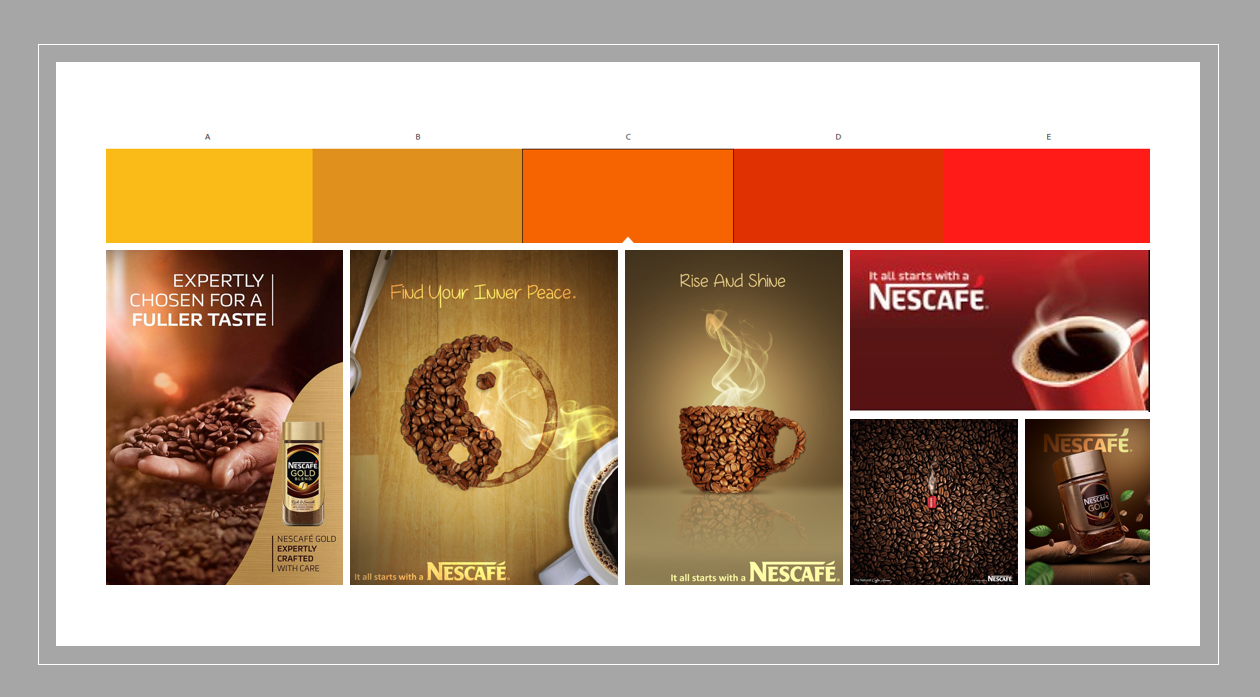 A
B
C
D
E
EXPERTLY
CHOSEN FOR A
FULLER TASTE
NESCAFÉ
GOLD
BLEND
NESCAFÉ GOLD
EXPERTLY
CRAFTED
WITH CARE
Find Your Inner Peace.
It all starts with a NESCAFÉ
Rise And Shine
It all starts with a NESCAFÉ
It all starts with a
NESCAFÉ
NESCAFÉ
NESCAFÉ
NESCAFÉ
GOLD